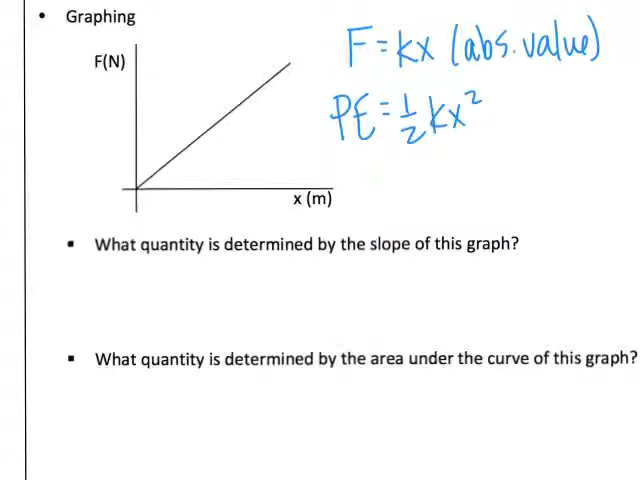 • Graphing
F = kx (abs. value)
F(N)
PE = 1/2 kx²
x (m)
▪ What quantity is determined by the slope of this graph?
▪ What quantity is determined by the area under the curve of this graph?